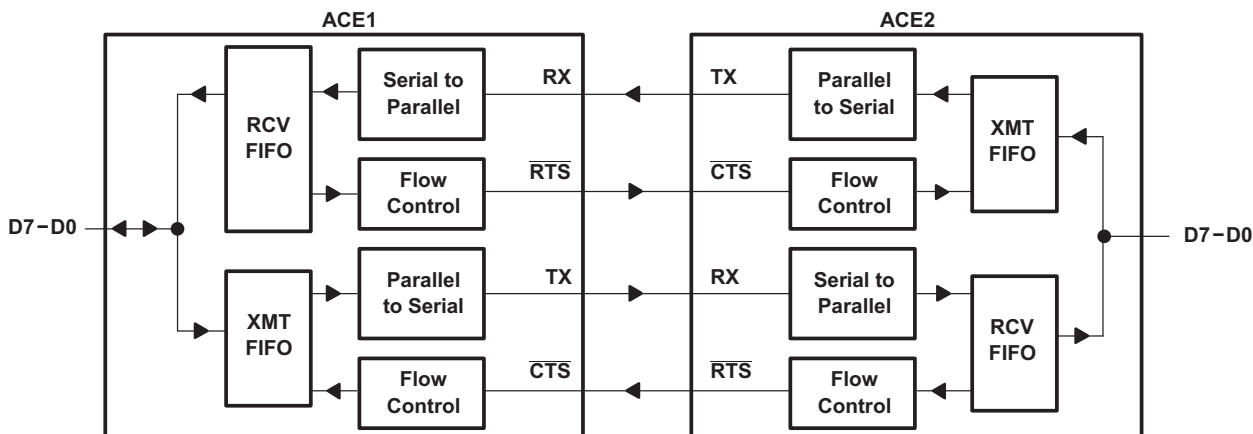 ACE1
ACE2
RCV
FIFO
Serial to
Parallel
RX
TX
Parallel
to Serial
XMT
FIFO
Flow
Control
RTS
CTS
Flow
Control
D7−D0
D7−D0
XMT
FIFO
Parallel
to Serial
TX
RX
Serial to
Parallel
RCV
FIFO
Flow
Control
CTS
RTS
Flow
Control